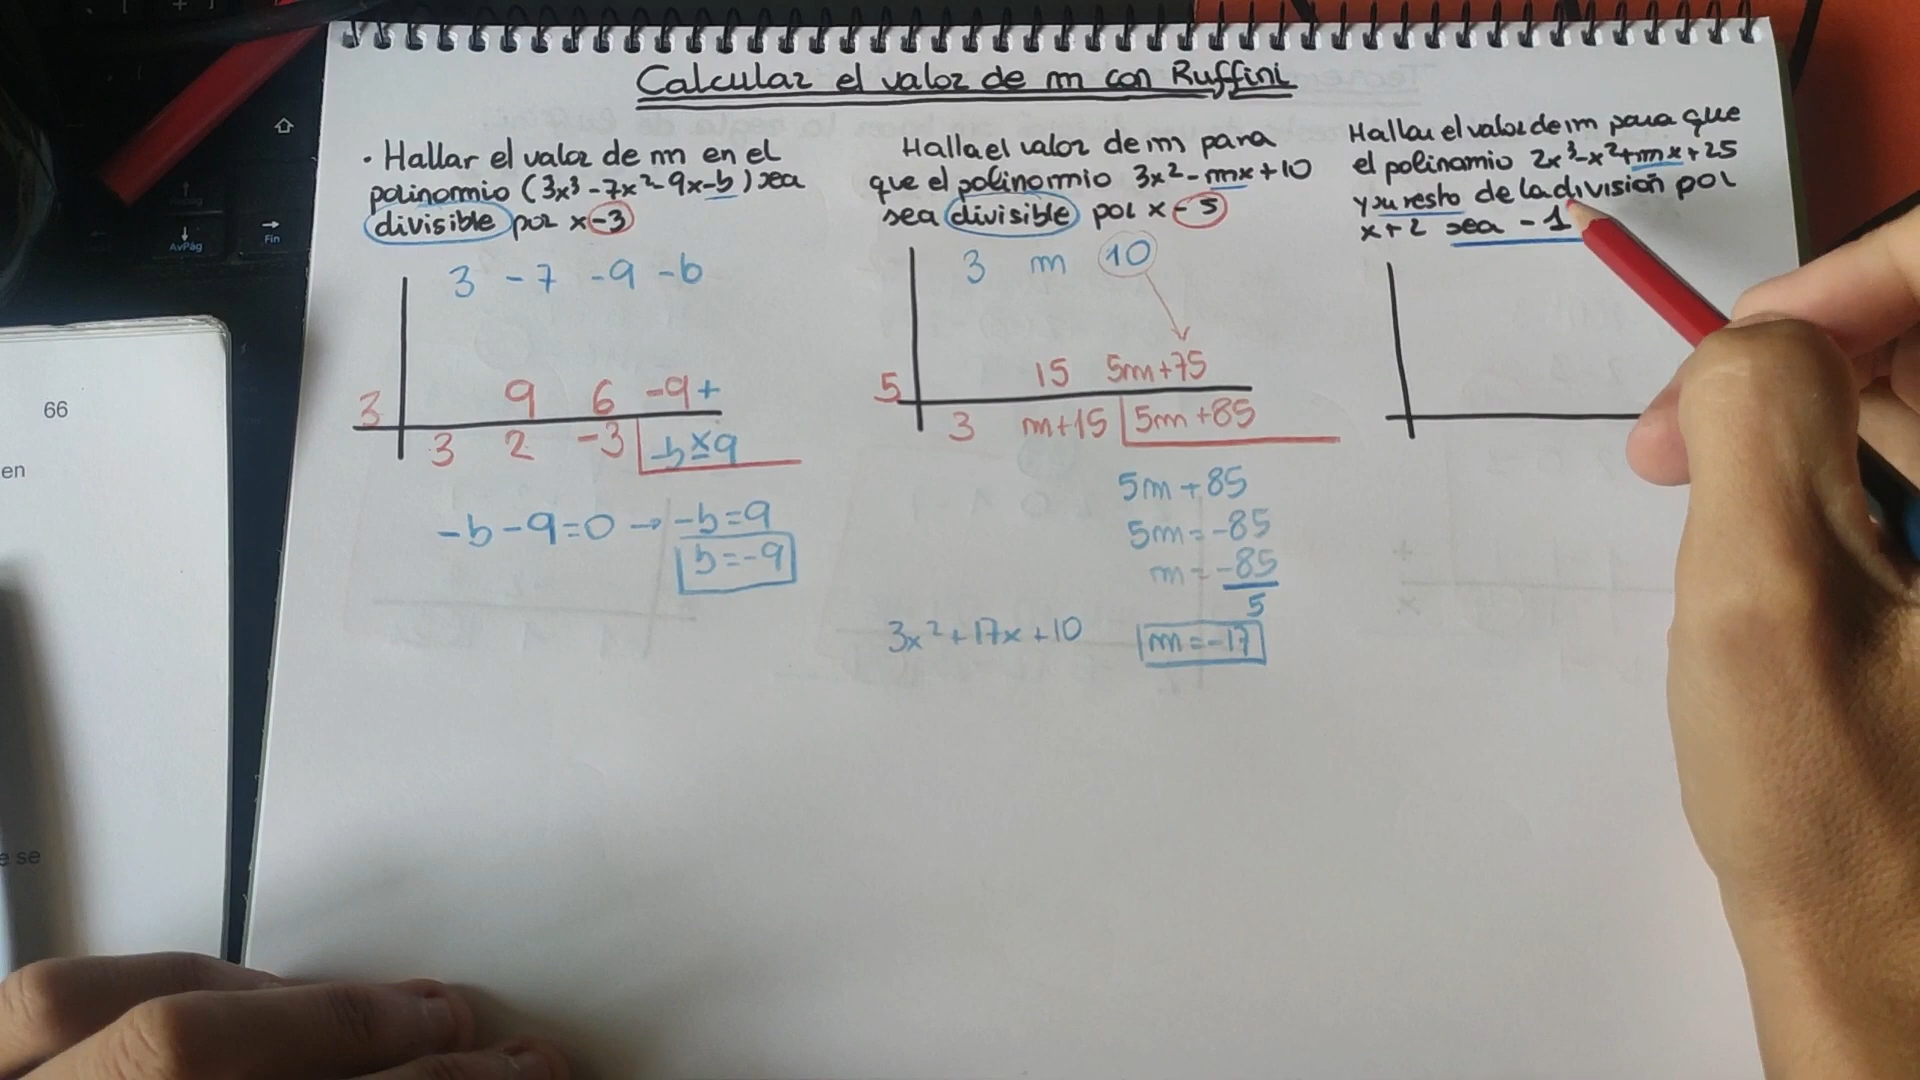 Calcular el valor de m con Ruffini
• Hallar el valor de m en el
polinomio (3x³-7x²-9x-b) sea
divisible por x-3
3 -7 -9 -b
9 6 -9+
3
3 2 -3 -b-9
-b-9=0 → -b=9
b=-9
Halla el valor de m para
que el polinomio 3x²-mx+10
sea divisible por x-5
3 m 10
15 5m+75
5
3 m+15 5m+85
5m+85
5m=-85
m=-85
5
3x²+17x+10
m=-17
Hallar el valor de m para que
el polinamio 2x³-x²+mx+25
y su resto de la división por
x+2 sea -1
66
en
e se
AvPág
Fin